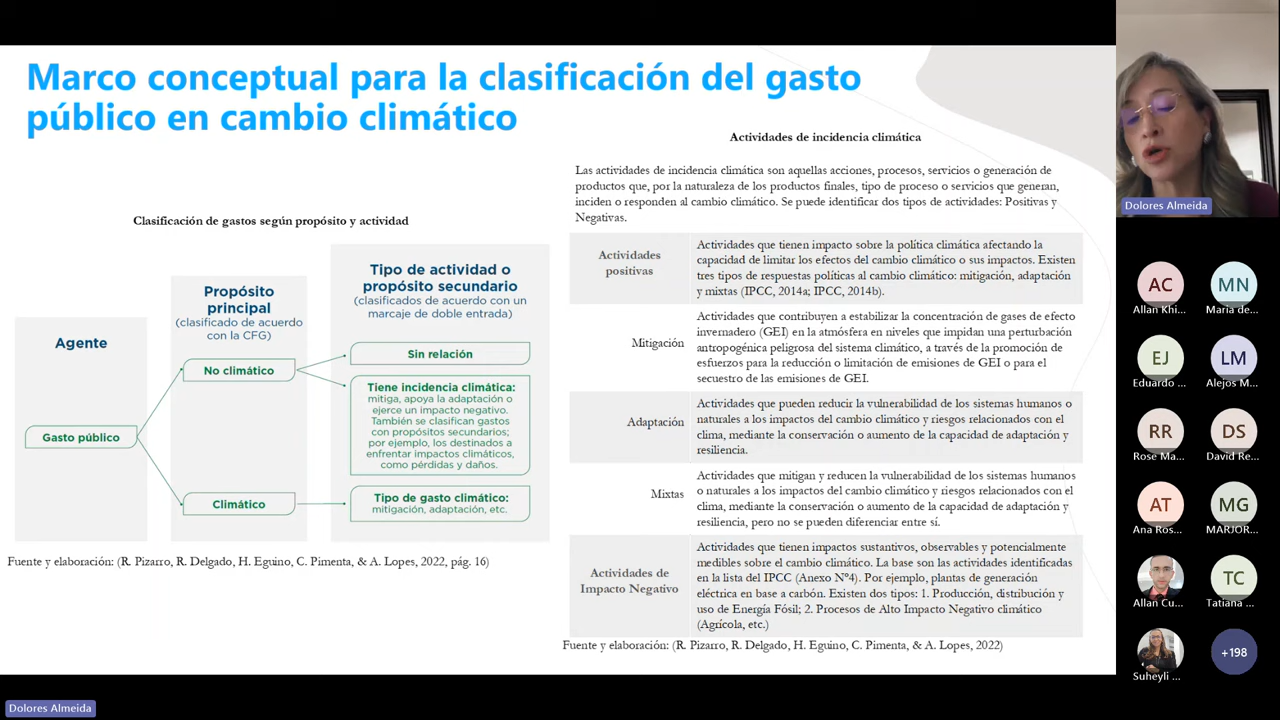 Marco conceptual para la clasificación del gasto
público en cambio climático
Clasificación de gastos según propósito y actividad
Agente
Gasto público
Propósito
principal
(clasificado de acuerdo
con la CFG)
No climático
Climático
Tipo de actividad o
propósito secundario
(clasificados de acuerdo con un
marcaje de doble entrada)
Sin relación
Tiene incidencia climática:
mitiga, apoya la adaptación o
ejerce un impacto negativo.
También se clasifican gastos
con propósitos secundarios;
por ejemplo, los destinados a
enfrentar impactos climáticos,
como pérdidas y daños.
Tipo de gasto climático:
mitigación, adaptación, etc.
Fuente y elaboración: (R. Pizarro, R. Delgado, H. Eguino, C. Pimenta, & A. Lopes, 2022, pág. 16)
Actividades de incidencia climática
Las actividades de incidencia climática son aquellas acciones, procesos, servicios o generación de
productos que, por la naturaleza de los productos finales, tipo de proceso o servicios que generan,
inciden o responden al cambio climático. Se puede identificar dos tipos de actividades: Positivas y
Negativas.
Actividades
positivas
Actividades que tienen impacto sobre la política climática afectando la
capacidad de limitar los efectos del cambio climático o sus impactos. Existen
tres tipos de respuestas políticas al cambio climático: mitigación, adaptación
y mixtas (IPCC, 2014a; IPCC, 2014b).
Mitigación
Actividades que contribuyen a estabilizar la concentración de gases de efecto
invernadero (GEI) en la atmósfera en niveles que impidan una perturbación
antropogénica peligrosa del sistema climático, a través de la promoción de
esfuerzos para la reducción o limitación de emisiones de GEI o para el
secuestro de las emisiones de GEI.
Adaptación
Actividades que pueden reducir la vulnerabilidad de los sistemas humanos o
naturales a los impactos del cambio climático y riesgos relacionados con el
clima, mediante la conservación o aumento de la capacidad de adaptación y
resiliencia.
Mixtas
Actividades que mitigan y reducen la vulnerabilidad de los sistemas humanos
o naturales a los impactos del cambio climático y riesgos relacionados con el
clima, mediante la conservación o aumento de la capacidad de adaptación y
resiliencia, pero no se pueden diferenciar entre sí.
Actividades de
Impacto Negativo
Actividades que tienen impactos sustantivos, observables y potencialmente
medibles sobre el cambio climático. La base son las actividades identificadas
en la lista del IPCC (Anexo N°4). Por ejemplo, plantas de generación
eléctrica en base a carbón. Existen dos tipos: 1. Producción, distribución y
uso de Energía Fósil; 2. Procesos de Alto Impacto Negativo climático
(Agrícola, etc.)
Fuente y elaboración: (R. Pizarro, R. Delgado, H. Eguino, C. Pimenta, & A. Lopes, 2022)
Dolores Almeida
AC
Allan Khi...
MN
Maria de...
EJ
Eduardo ...
LM
Alejos M...
RR
Rose Ma...
DS
David Re...
AT
Ana Ros...
MG
MARJOR...
Allan Cu...
TC
Tatiana ...
Suheyli ...
+198
Dolores Almeida